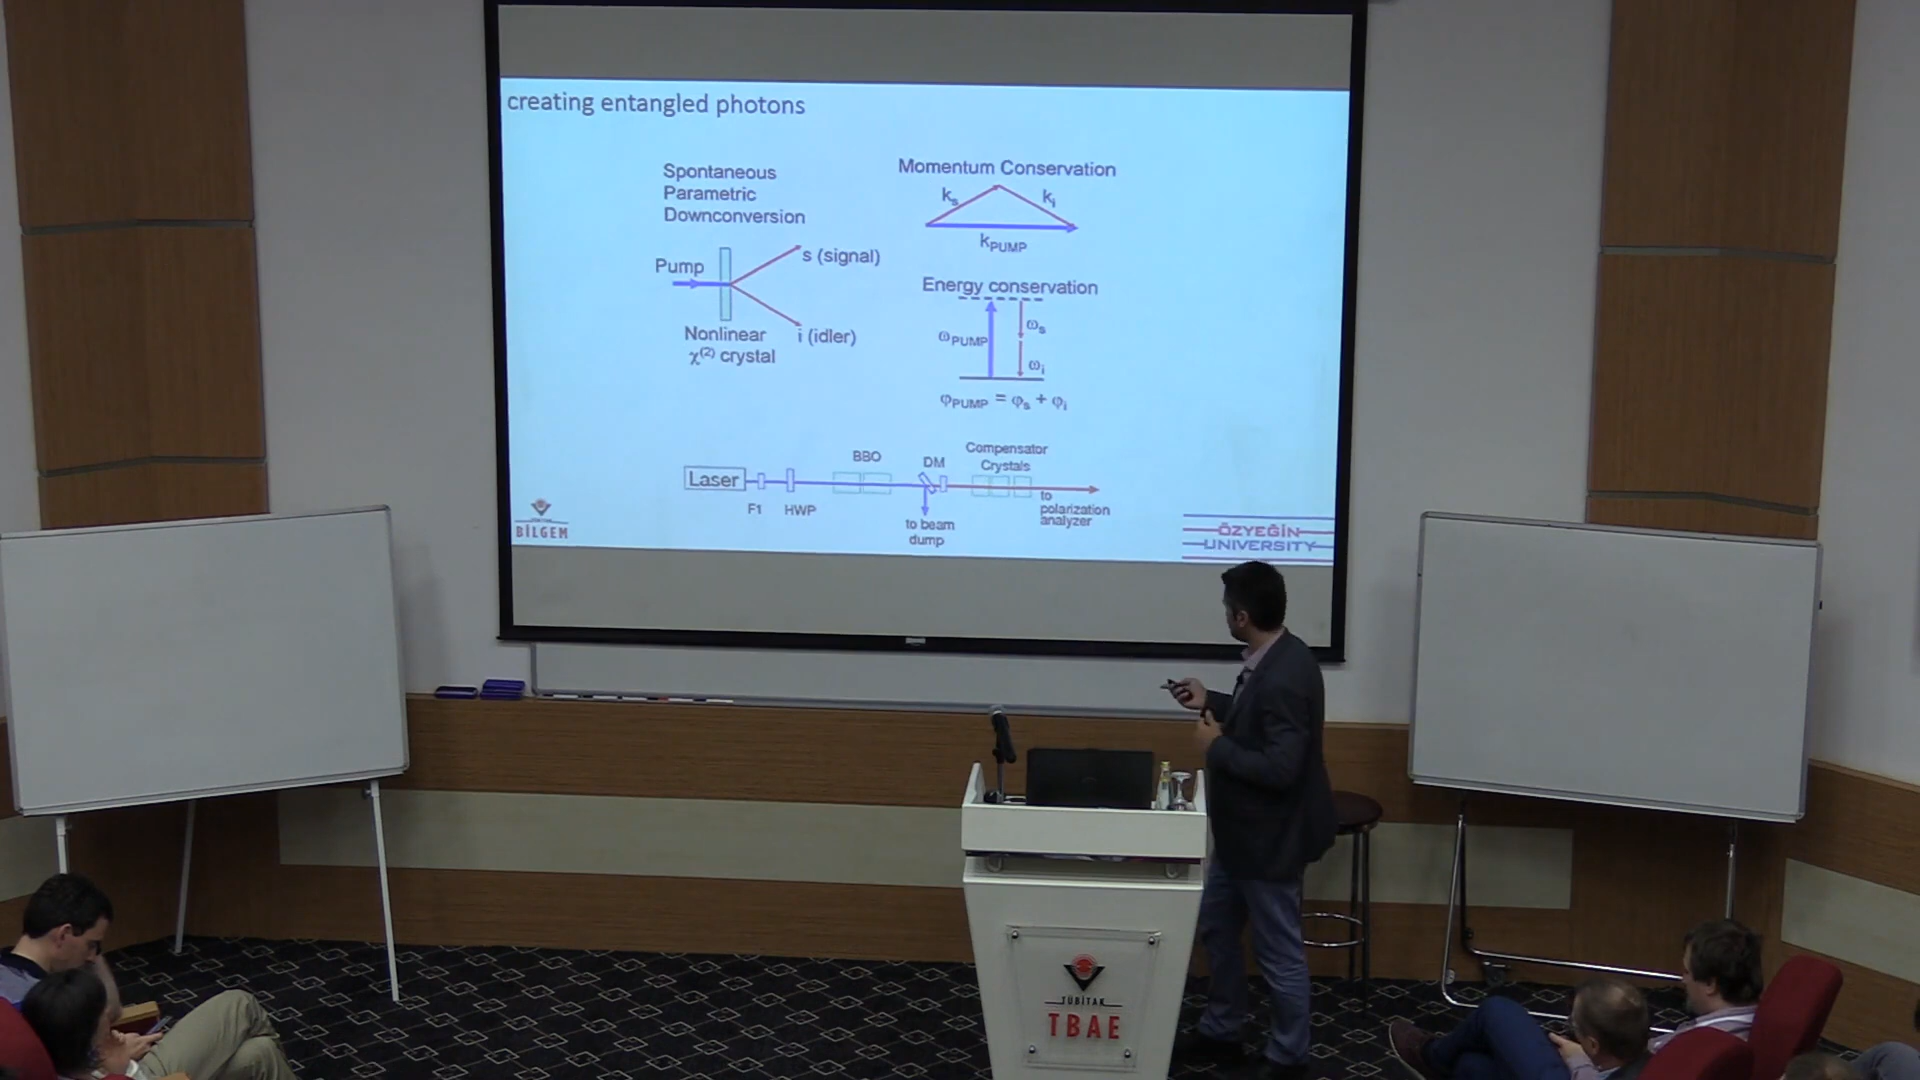 creating entangled photons
Spontaneous
Parametric
Downconversion
Pump
s (signal)
i (idler)
Nonlinear
χ(2) crystal
Momentum Conservation
ks
ki
kPUMP
Energy conservation
ωPUMP
ωs
ωi
φPUMP = φs + φi
Laser
F1
HWP
BBO
DM
to beam
dump
Compensator
Crystals
to
polarization
analyzer
BİLGEM
ÖZYEĞİN
UNIVERSITY
TÜBİTAK
TBAE